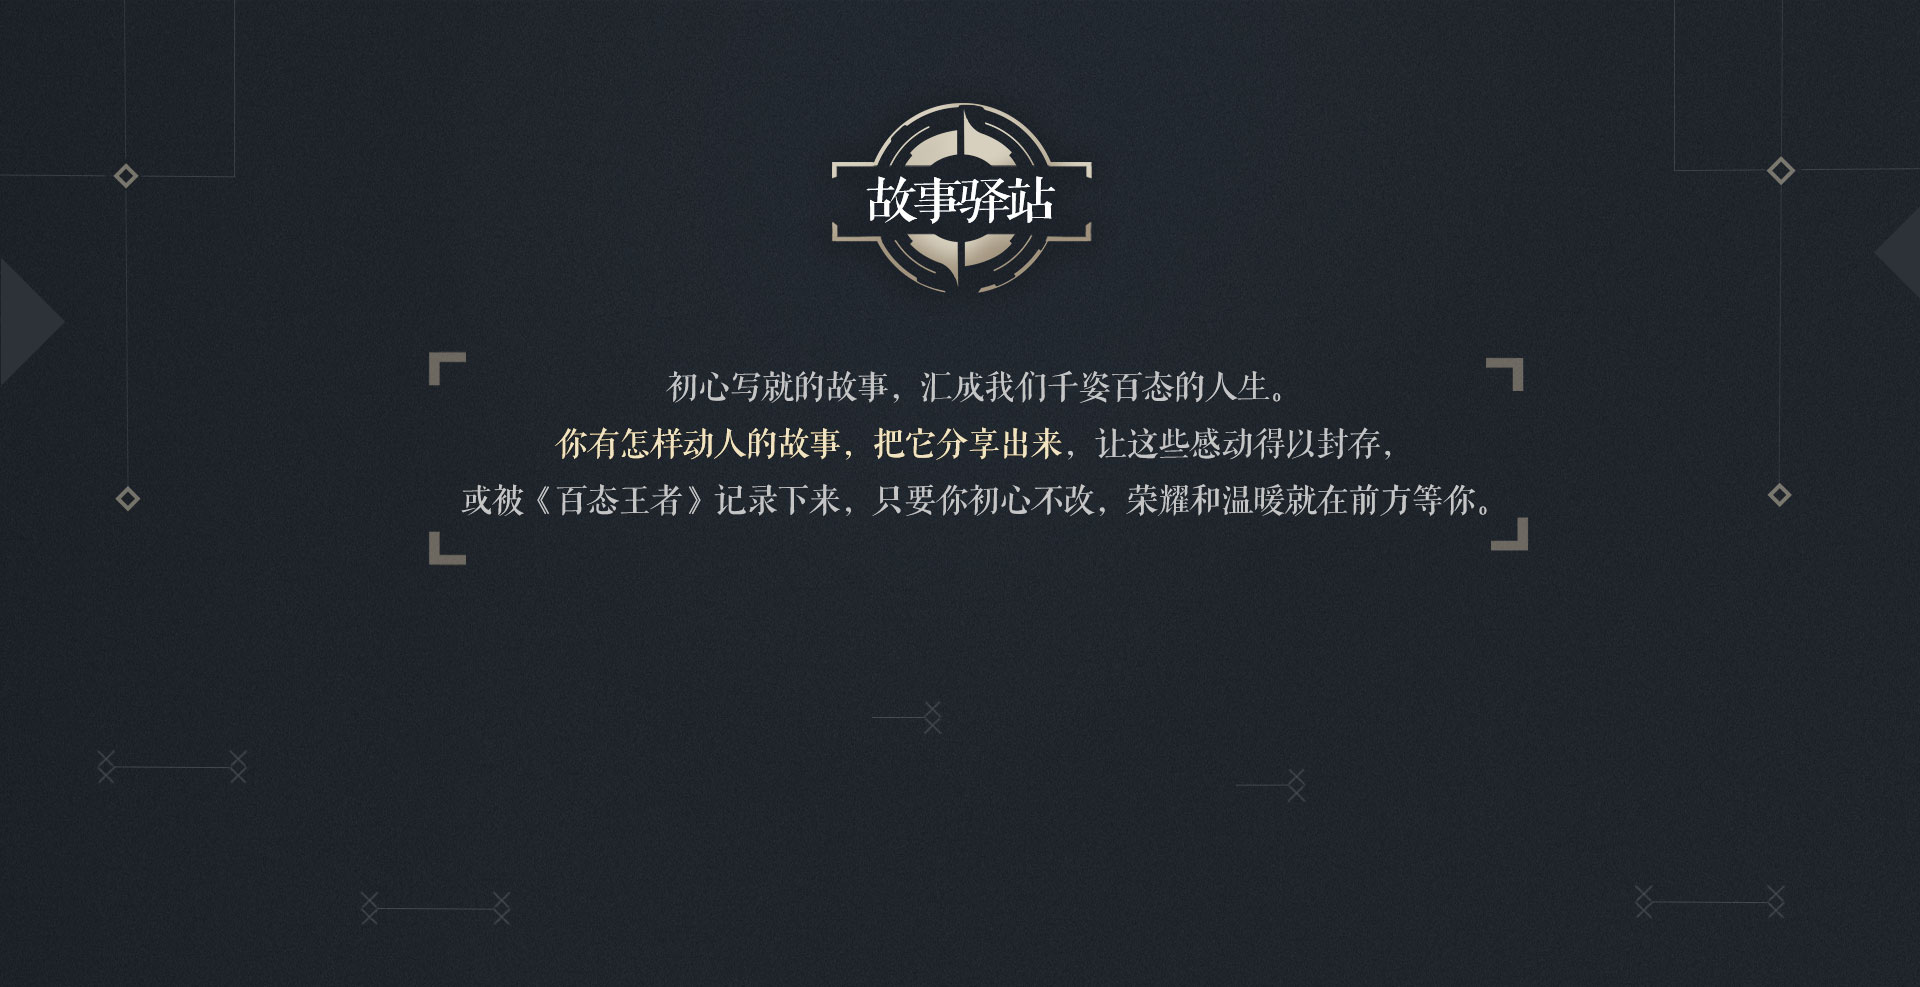 故事驿站
初心写就的故事，汇成我们千姿百态的人生。
你有怎样动人的故事，把它分享出来，让这些感动得以封存，
或被《百态王者》记录下来，只要你初心不改，荣耀和温暖就在前方等你。